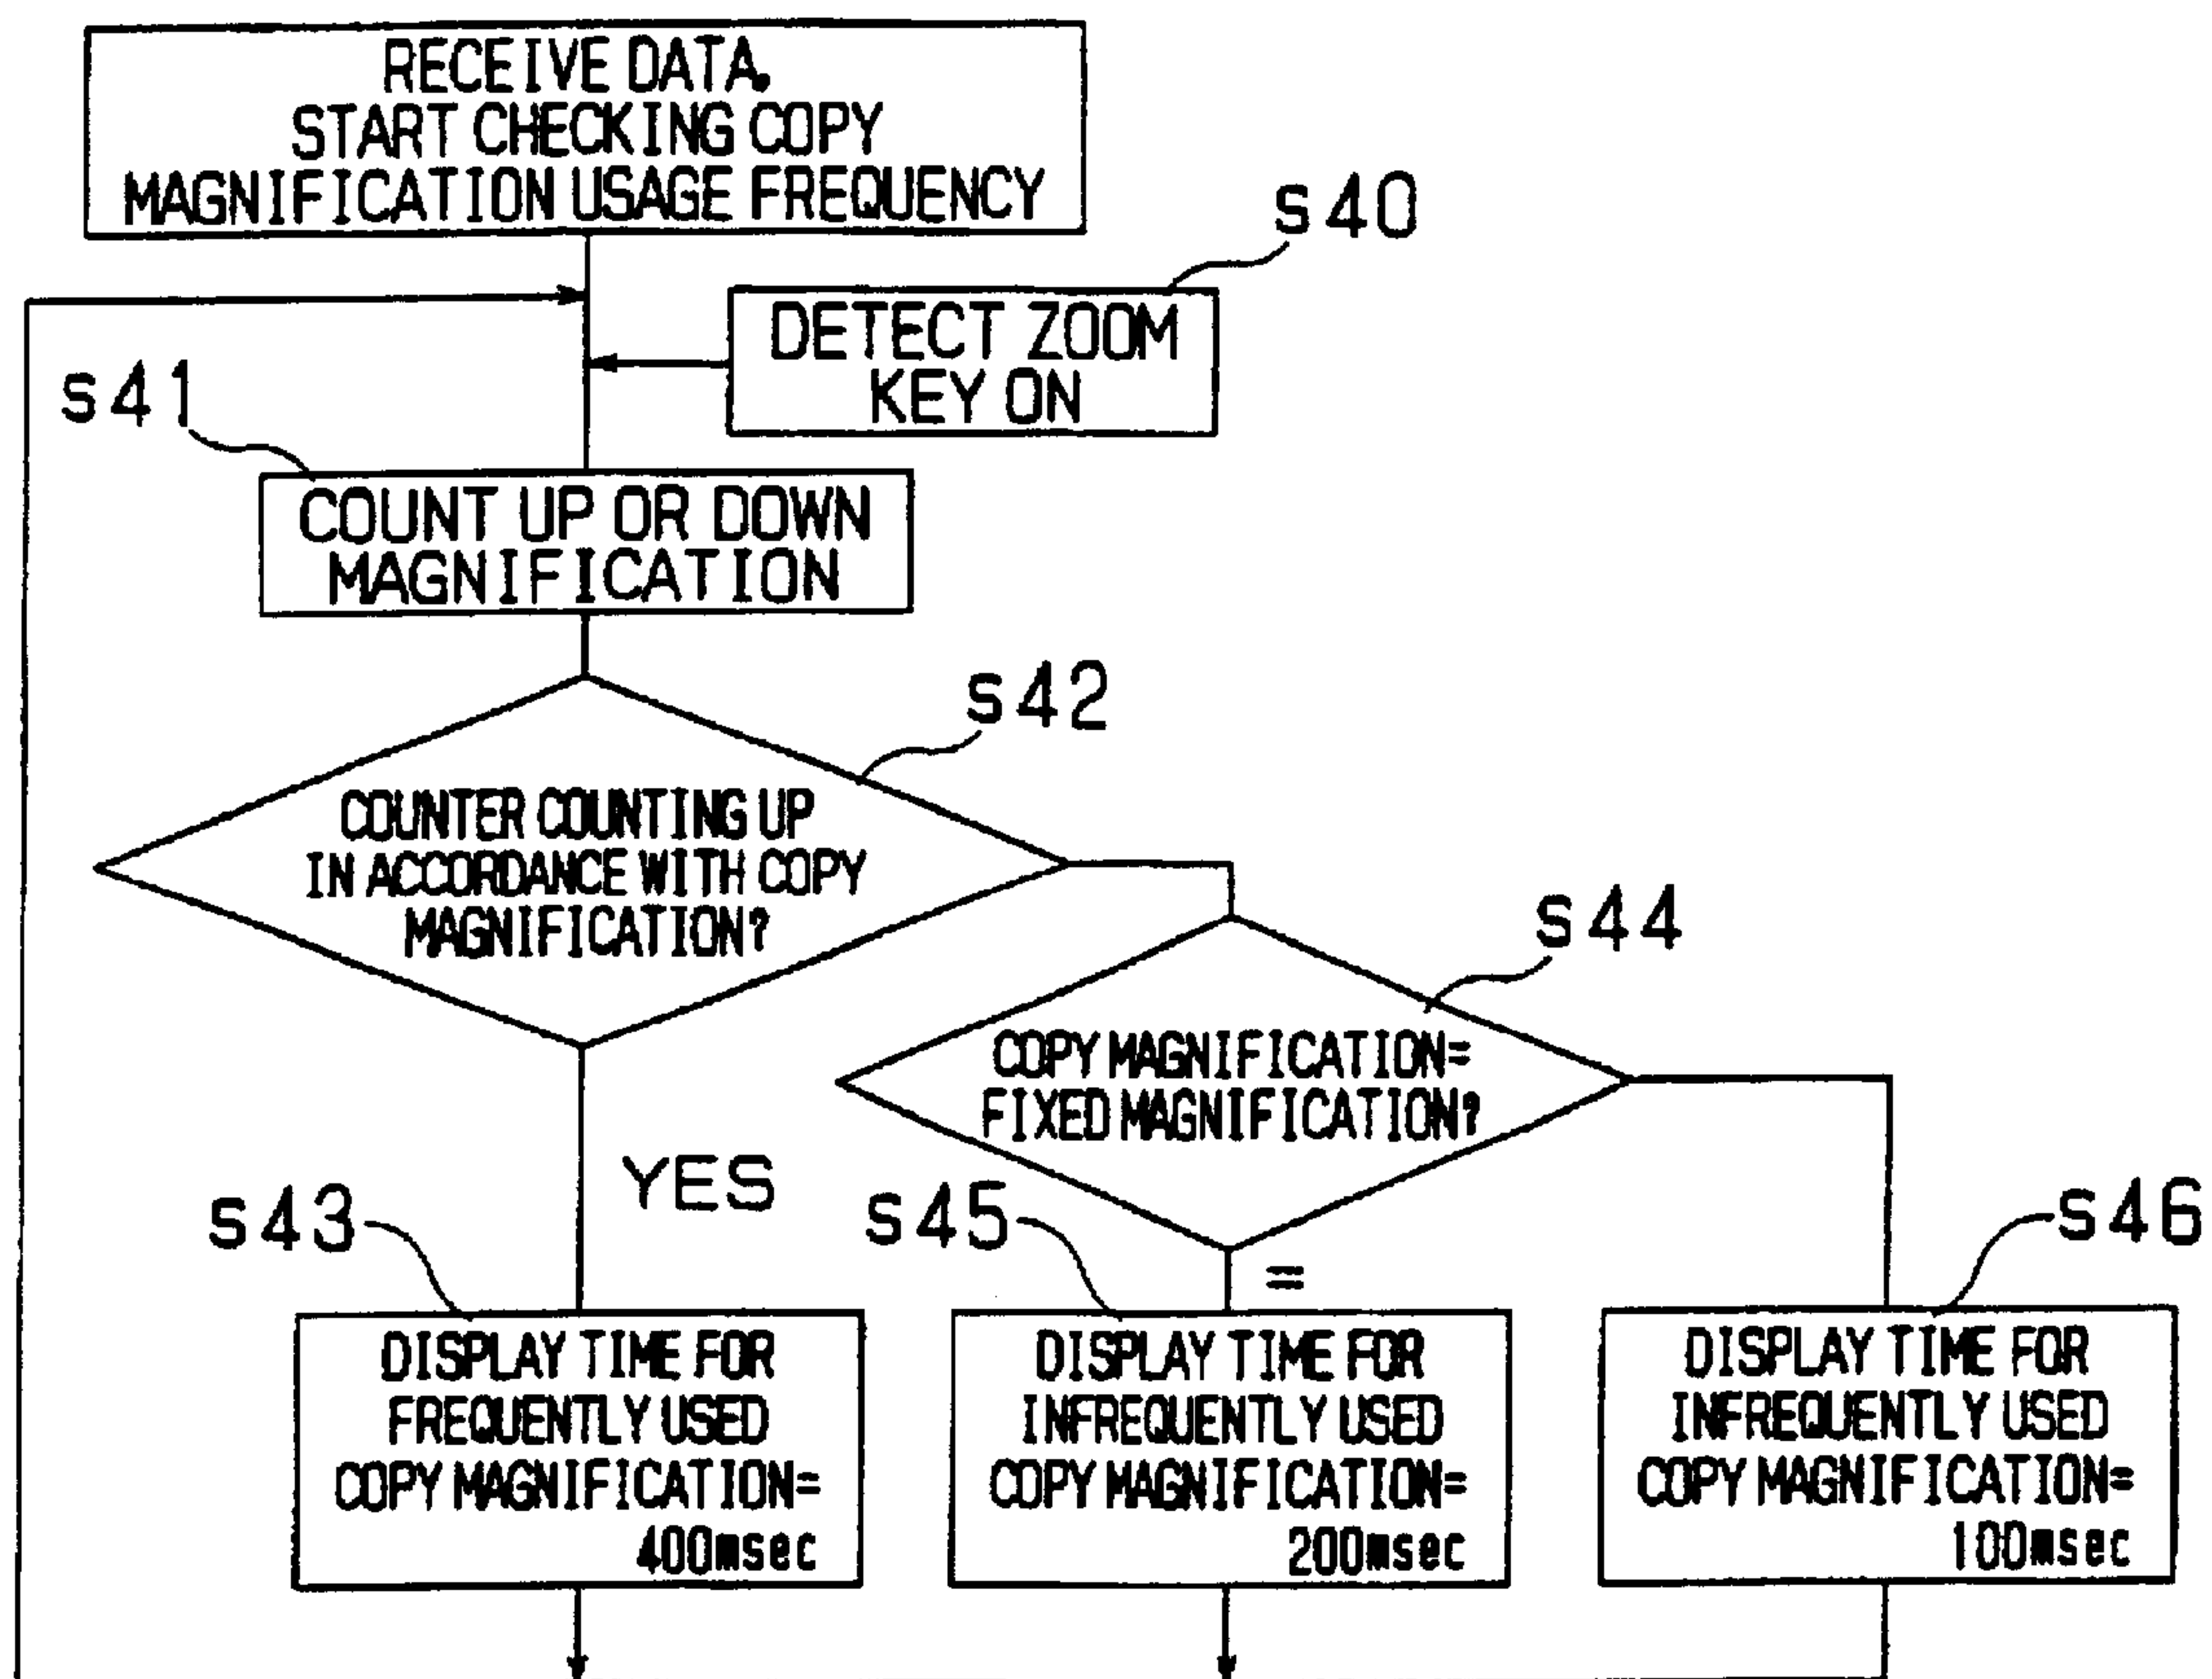 RECEIVE DATA.
START CHECKING COPY
MAGNIFICATION USAGE FREQUENCY
s40
DETECT ZOOM
KEY ON
s41
COUNT UP OR DOWN
MAGNIFICATION
s42
COUNTER COUNTING UP
IN ACCORDANCE WITH COPY
MAGNIFICATION?
s44
COPY MAGNIFICATION=
FIXED MAGNIFICATION?
YES
=
s43
DISPLAY TIME FOR
FREQUENTLY USED
COPY MAGNIFICATION=
400msec
s45
DISPLAY TIME FOR
INFREQUENTLY USED
COPY MAGNIFICATION=
200msec
s46
DISPLAY TIME FOR
INFREQUENTLY USED
COPY MAGNIFICATION=
100msec